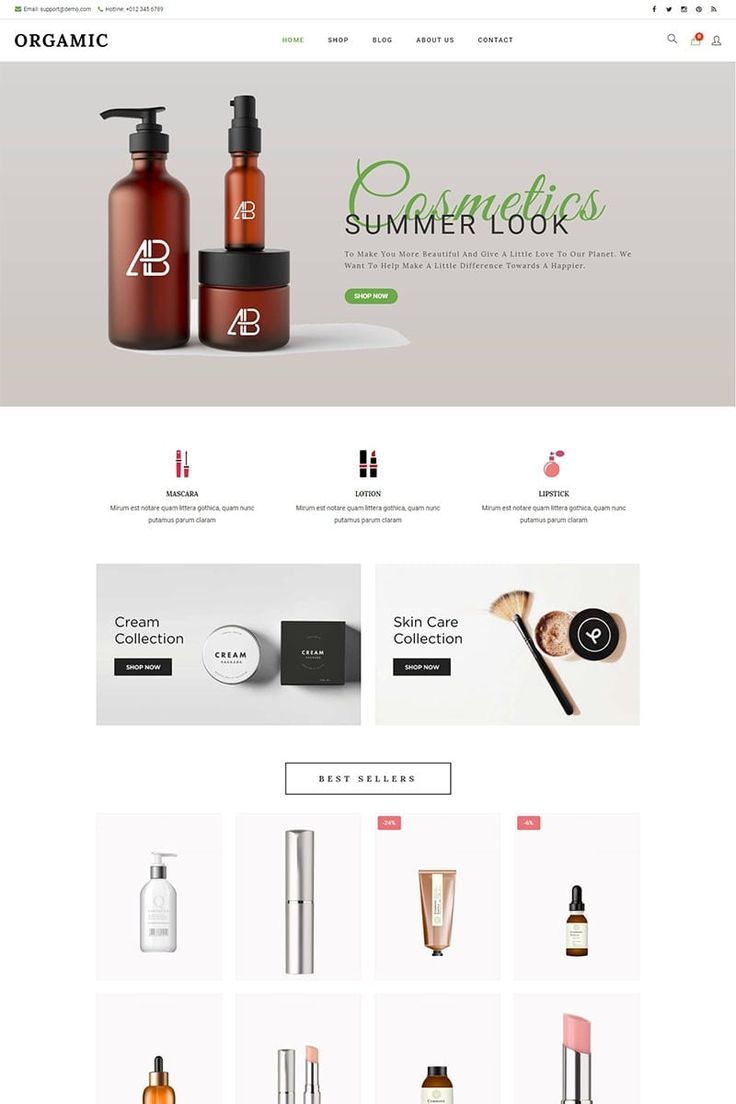 Email: support@demo.com Hotline: +012 345 6789
ORGAMIC
HOME SHOP BLOG ABOUT US CONTACT
0
Cosmetics
SUMMER LOOK
To Make You More Beautiful And Give A Little Love To Our Planet. We
Want To Help Make A Little Difference Towards A Happier.
SHOP NOW
AB
AB
AB
MASCARA
Mirum est notare quam littera gothica, quam nunc
putamus parum claram
LOTION
Mirum est notare quam littera gothica, quam nunc
putamus parum claram
LIPSTICK
Mirum est notare quam littera gothica, quam nunc
putamus parum claram
Cream
Collection
SHOP NOW
CREAM
CREAM
Skin Care
Collection
SHOP NOW
BEST SELLERS
-24%
-6%